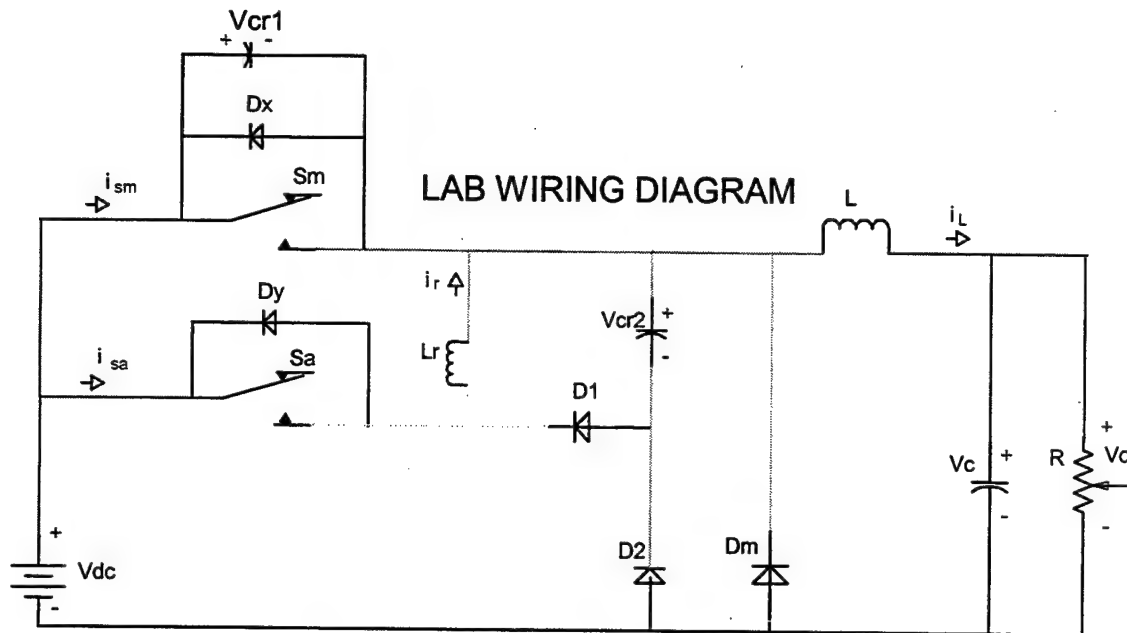 Vcr1
+ -
Dx
i sm
Sm
LAB WIRING DIAGRAM
L
i L
i r
Dy
Vcr2
+
-
Lr
i sa
Sa
D1
Vc
+
-
R
+
Vo
-
D2
Dm
+
Vdc
-